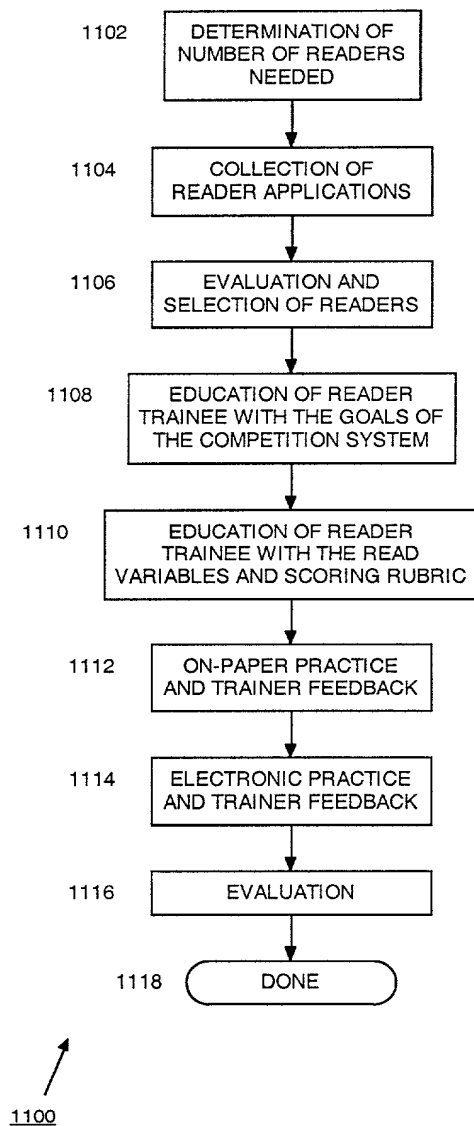 1102
DETERMINATION OF
NUMBER OF READERS
NEEDED
1104
COLLECTION OF
READER APPLICATIONS
1106
EVALUATION AND
SELECTION OF READERS
1108
EDUCATION OF READER
TRAINEE WITH THE GOALS OF
THE COMPETITION SYSTEM
1110
EDUCATION OF READER
TRAINEE WITH THE READ
VARIABLES AND SCORING RUBRIC
1112
ON-PAPER PRACTICE
AND TRAINER FEEDBACK
1114
ELECTRONIC PRACTICE
AND TRAINER FEEDBACK
1116
EVALUATION
1118
DONE
1100